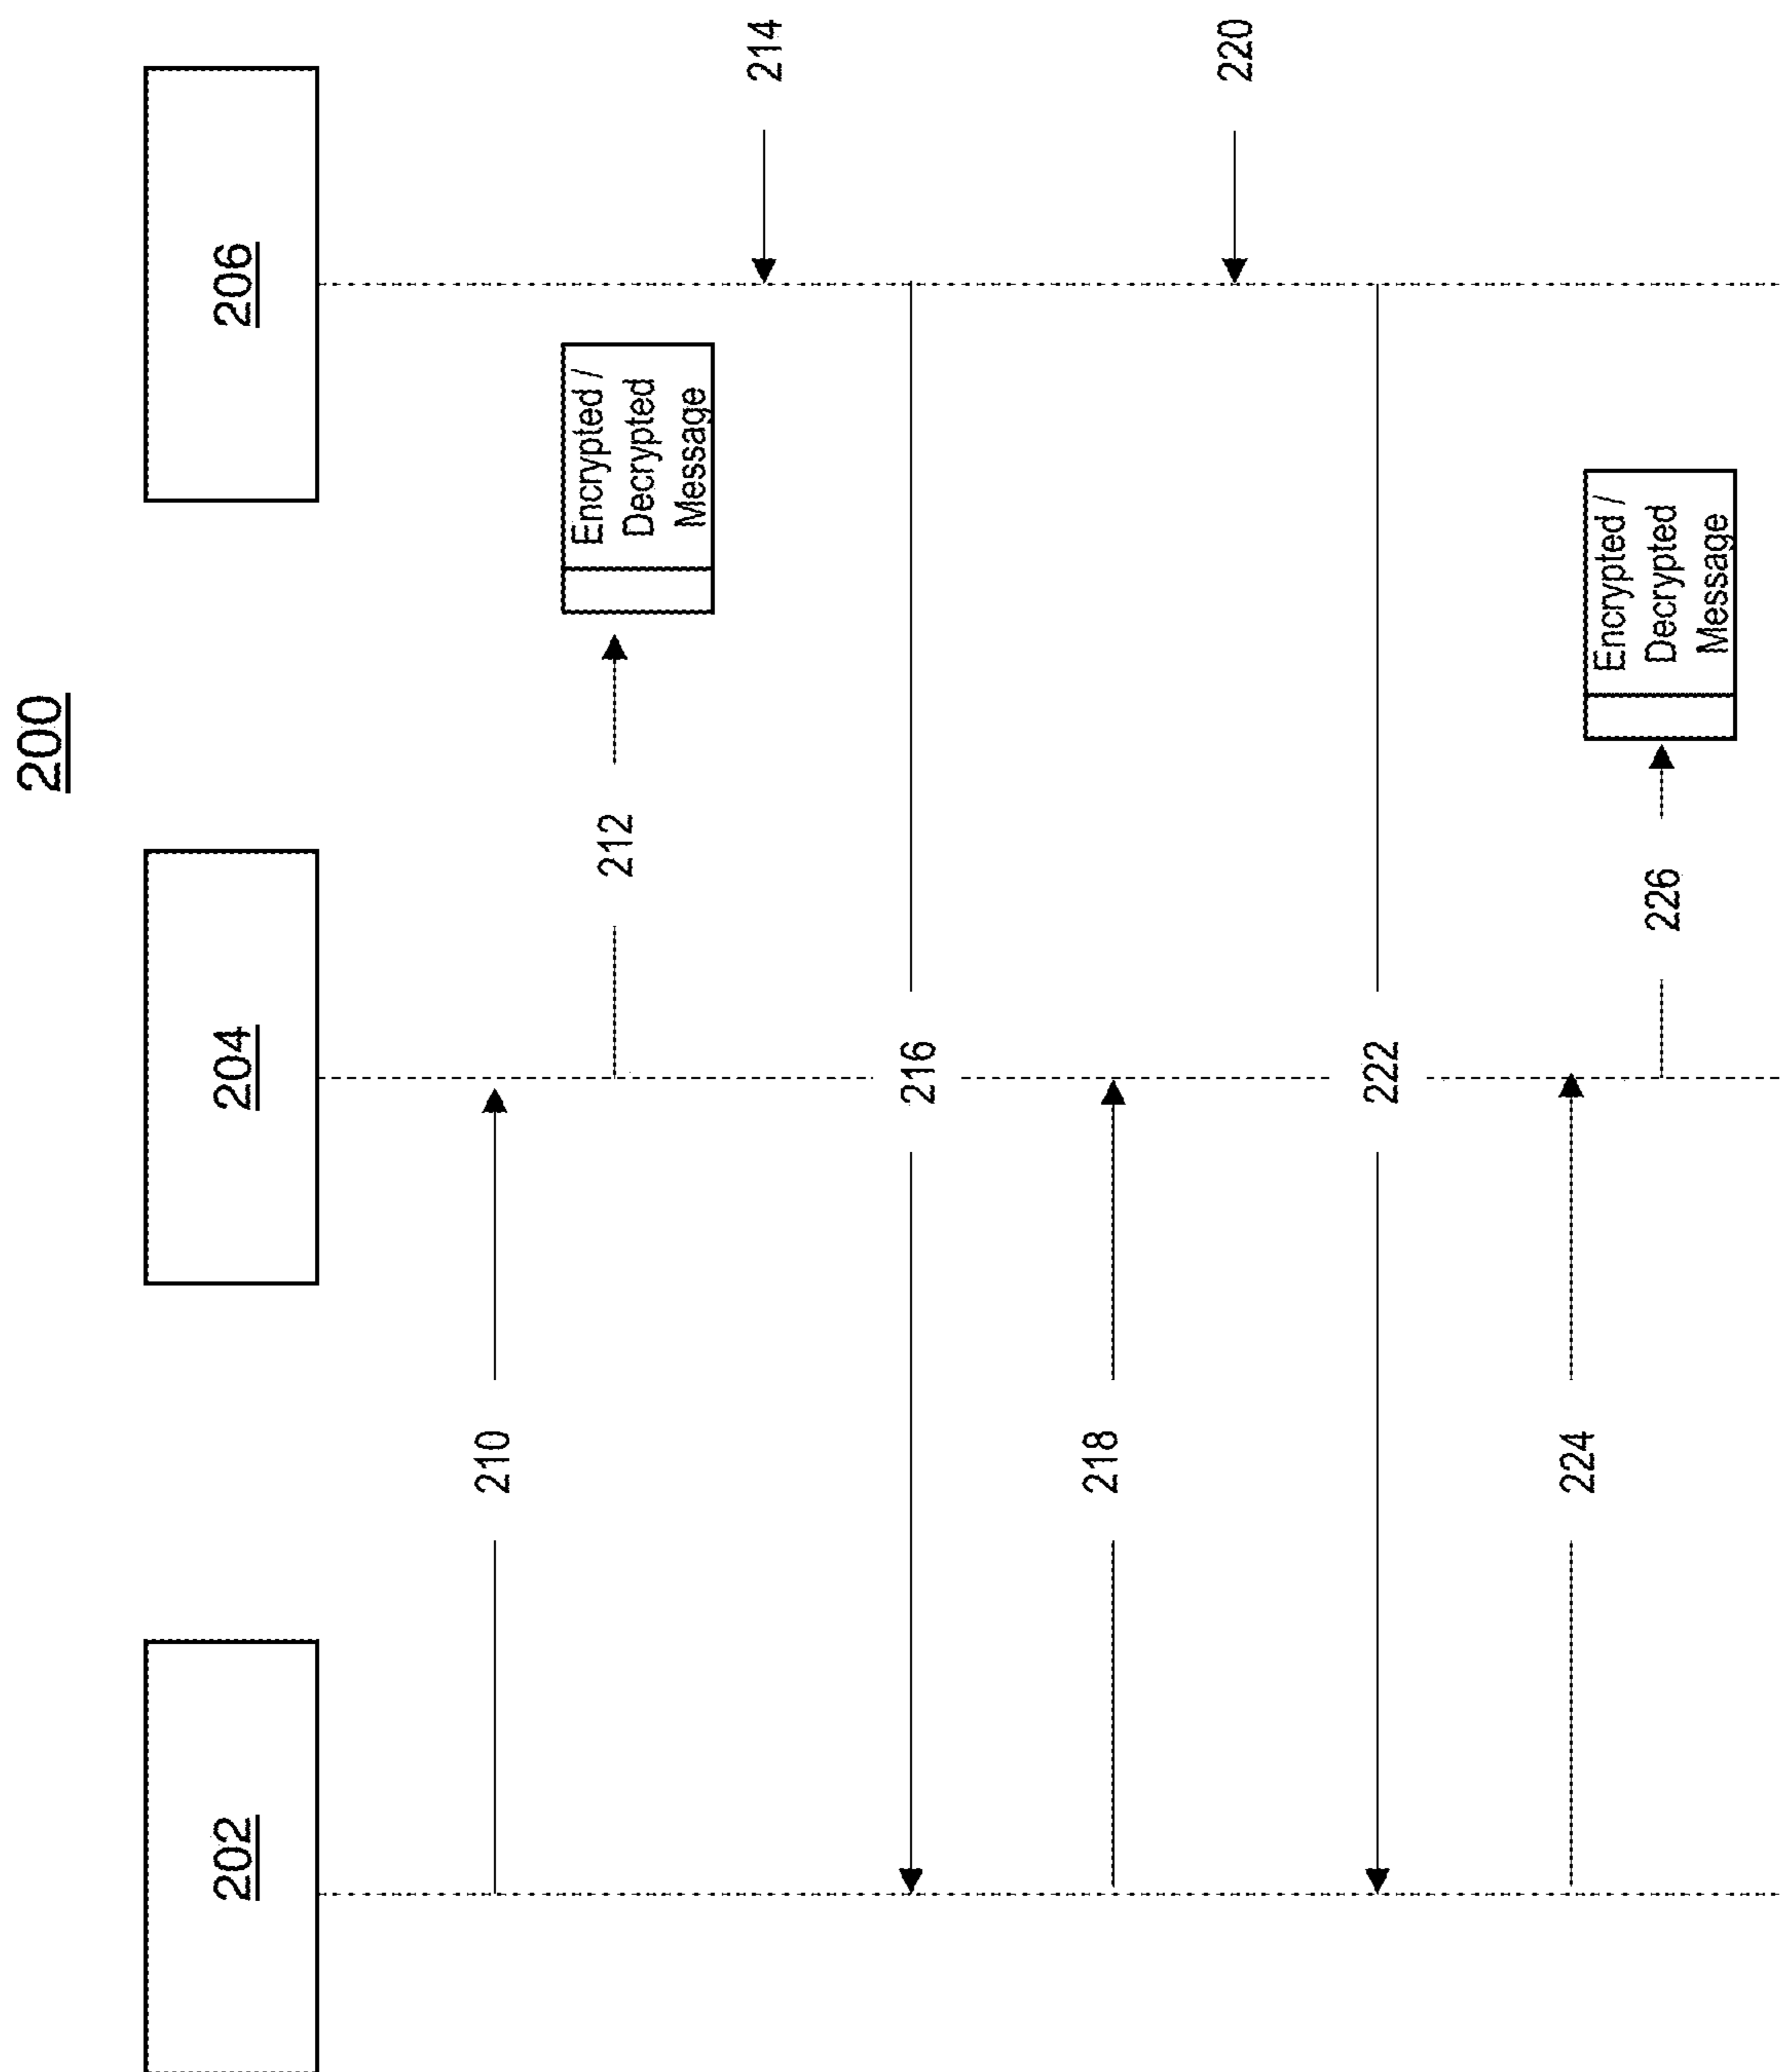 200
202
204
206
210
212
Encrypted /
Decrypted
Message
214
216
218
220
222
224
226
Encrypted /
Decrypted
Message